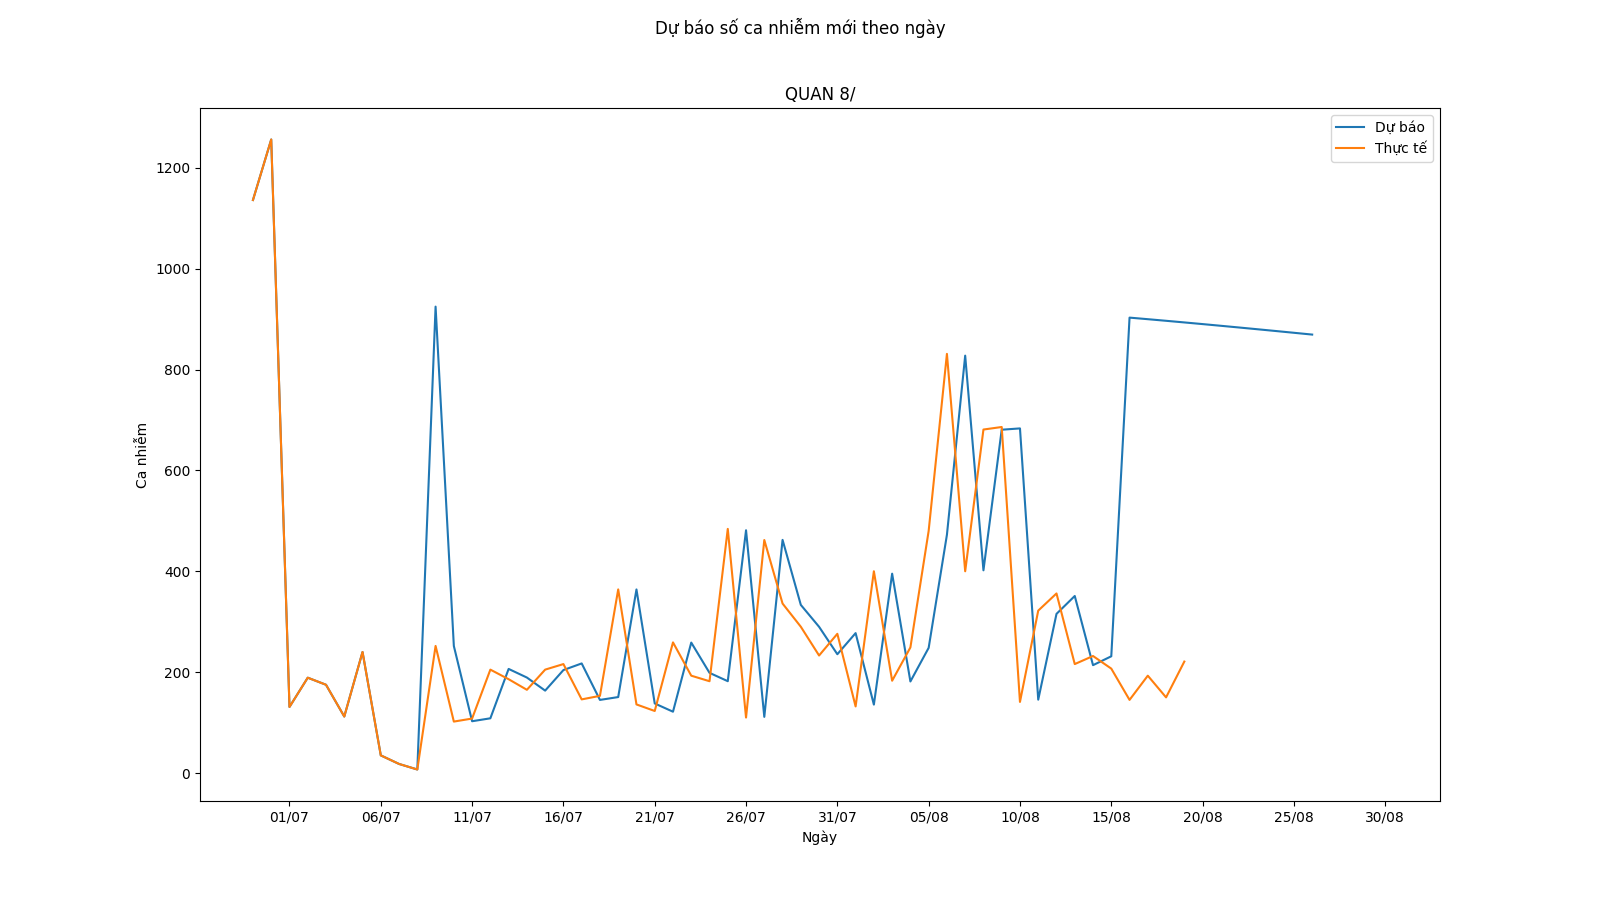 Dự báo số ca nhiễm mới theo ngày
QUAN 8/
Dự báo
Thực tế
1200
1000
800
600
400
200
0
Ca nhiễm
01/07 06/07 11/07 16/07 21/07 26/07 31/07 05/08 10/08 15/08 20/08 25/08 30/08
Ngày